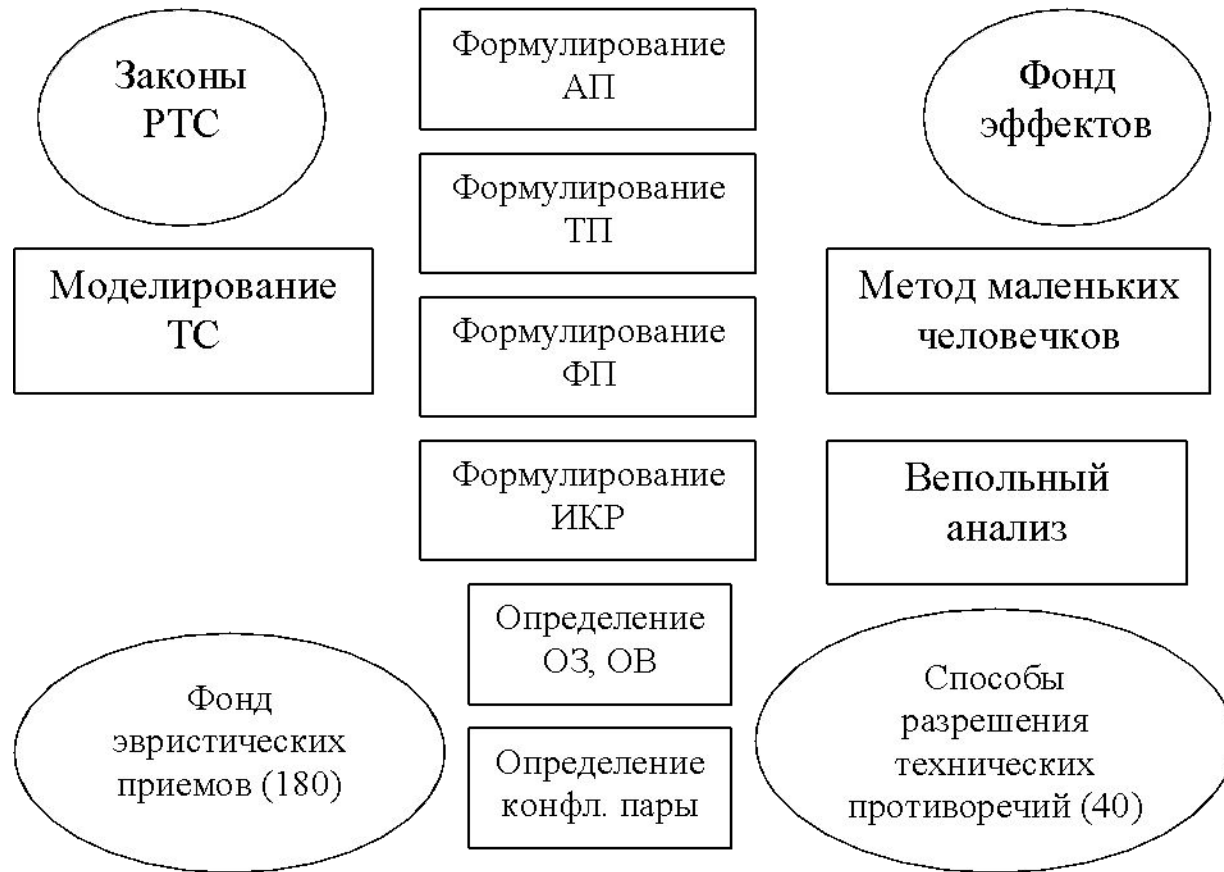 Законы
РТС
Формулирование
АП
Фонд
эффектов
Формулирование
ТП
Моделирование
ТС
Метод маленьких
человечков
Формулирование
ФП
Формулирование
ИКР
Вепольный
анализ
Определение
ОЗ, ОВ
Фонд
эвристических
приемов (180)
Способы
разрешения
технических
противоречий (40)
Определение
конфл. пары